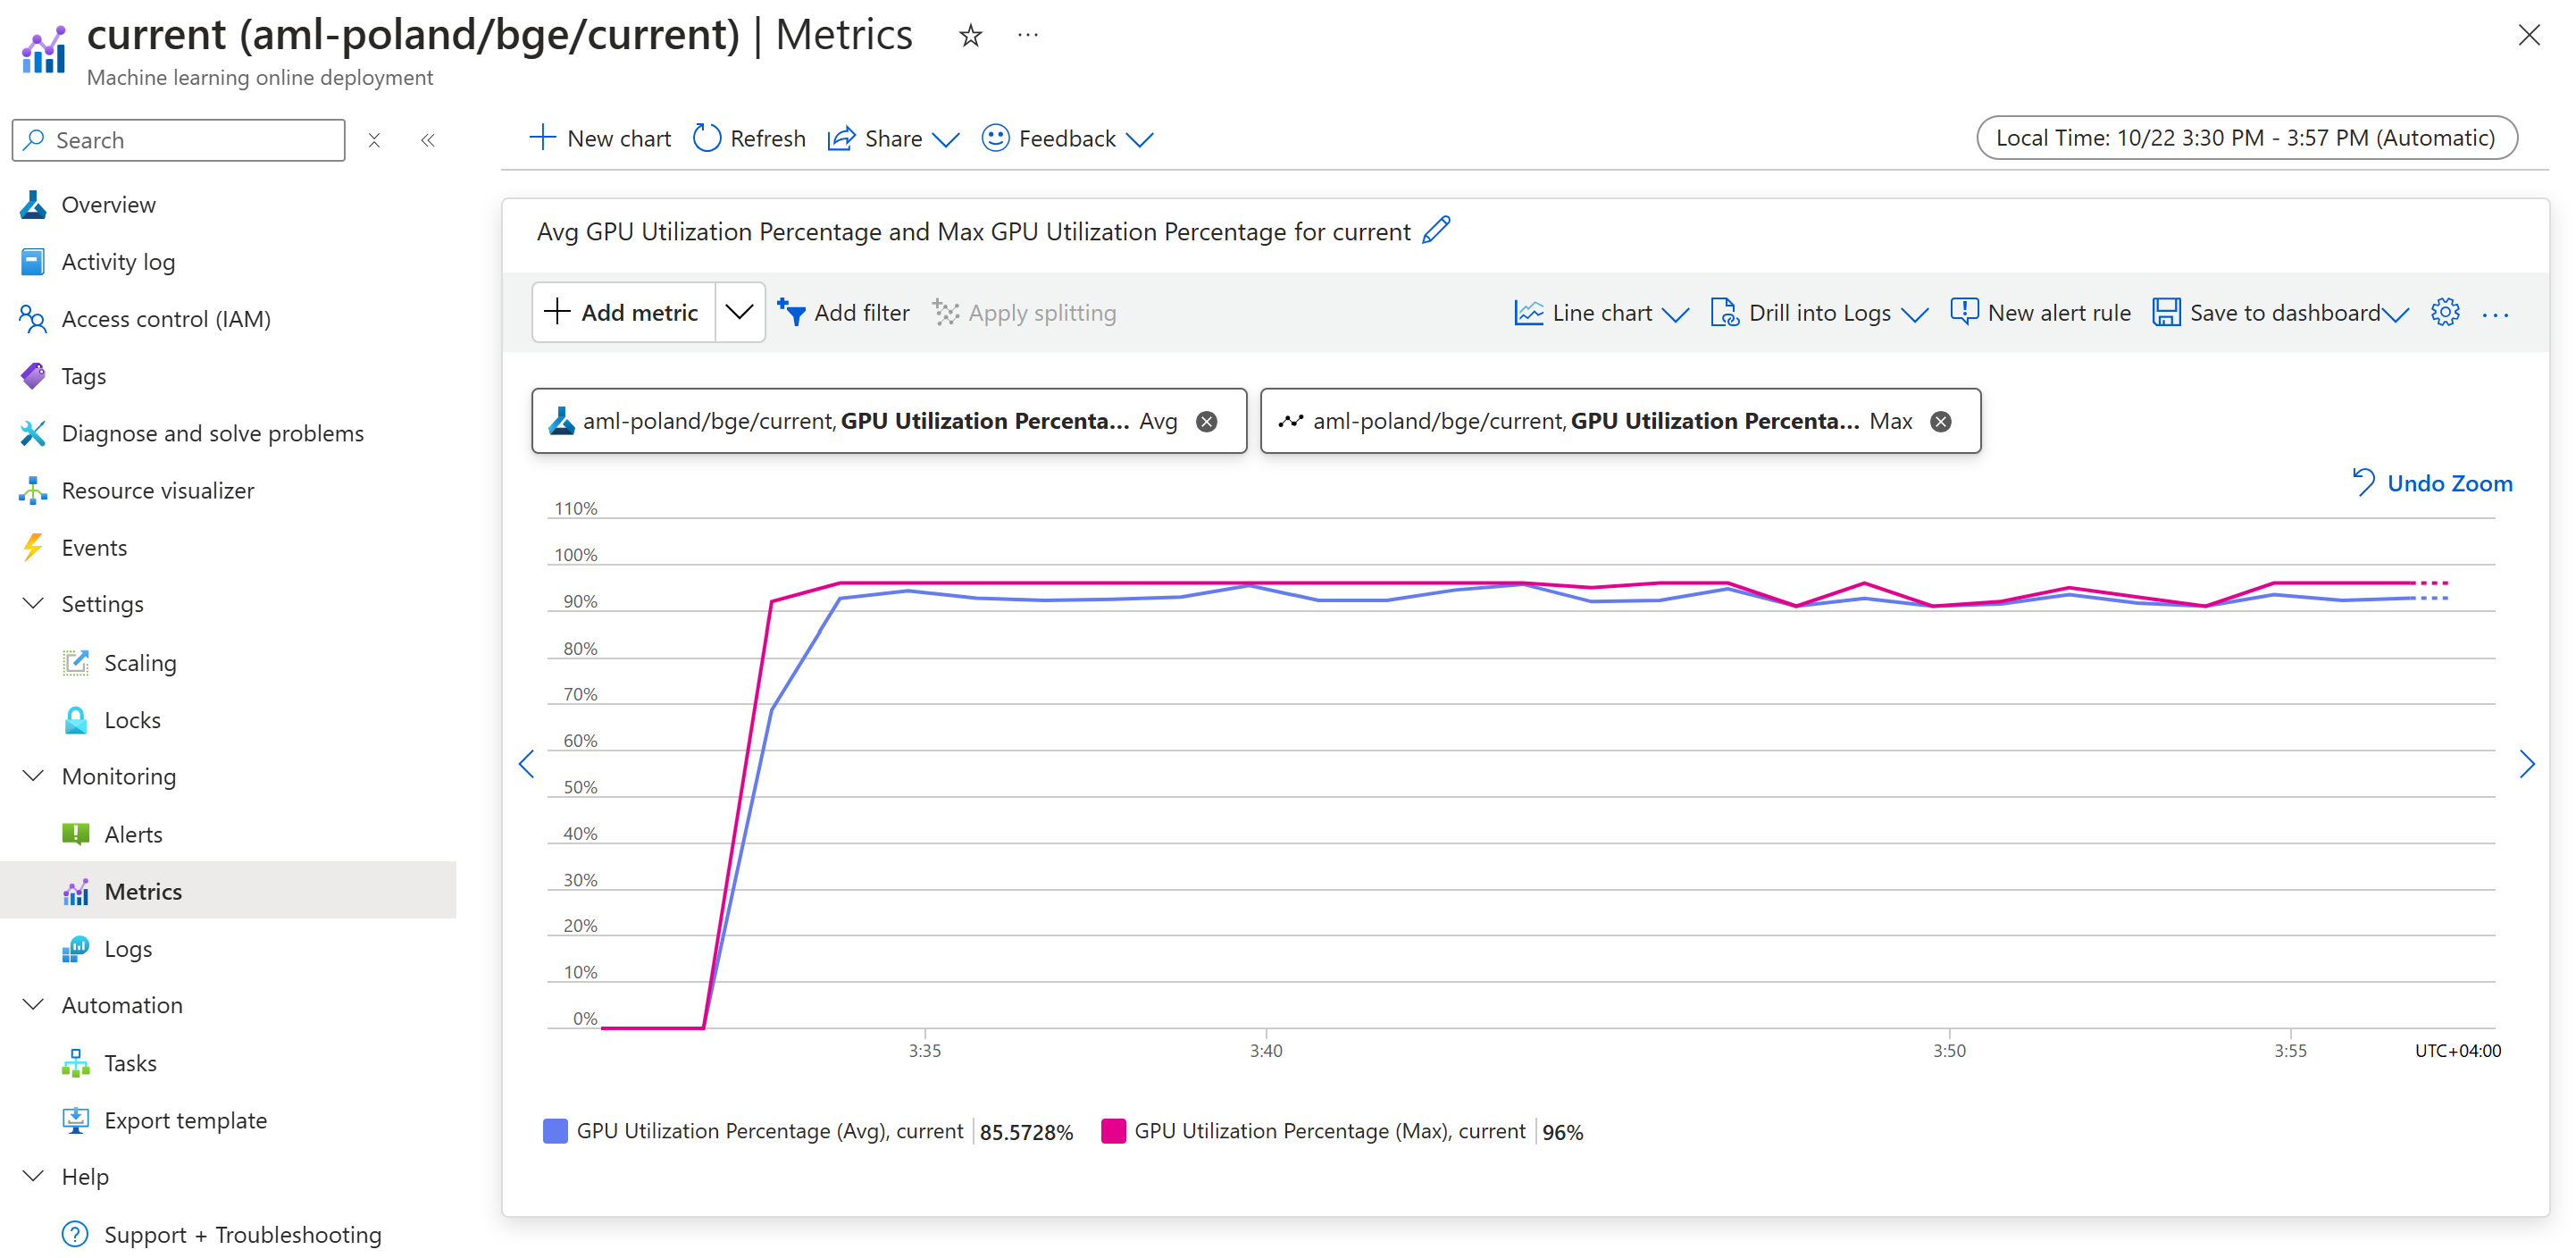 current (aml-poland/bge/current) | Metrics
Machine learning online deployment
Search
Overview
Activity log
Access control (IAM)
Tags
Diagnose and solve problems
Resource visualizer
Events
Settings
Scaling
Locks
Monitoring
Alerts
Metrics
Logs
Automation
Tasks
Export template
Help
Support + Troubleshooting
New chart Refresh Share Feedback
Local Time: 10/22 3:30 PM - 3:57 PM (Automatic)
Avg GPU Utilization Percentage and Max GPU Utilization Percentage for current
Add metric Add filter Apply splitting Line chart Drill into Logs New alert rule Save to dashboard
aml-poland/bge/current, GPU Utilization Percenta... Avg
aml-poland/bge/current, GPU Utilization Percenta... Max
Undo Zoom
110%
100%
90%
80%
70%
60%
50%
40%
30%
20%
10%
0%
3:35 3:40 3:50 3:55 UTC+04:00
GPU Utilization Percentage (Avg), current 85.5728% GPU Utilization Percentage (Max), current 96%